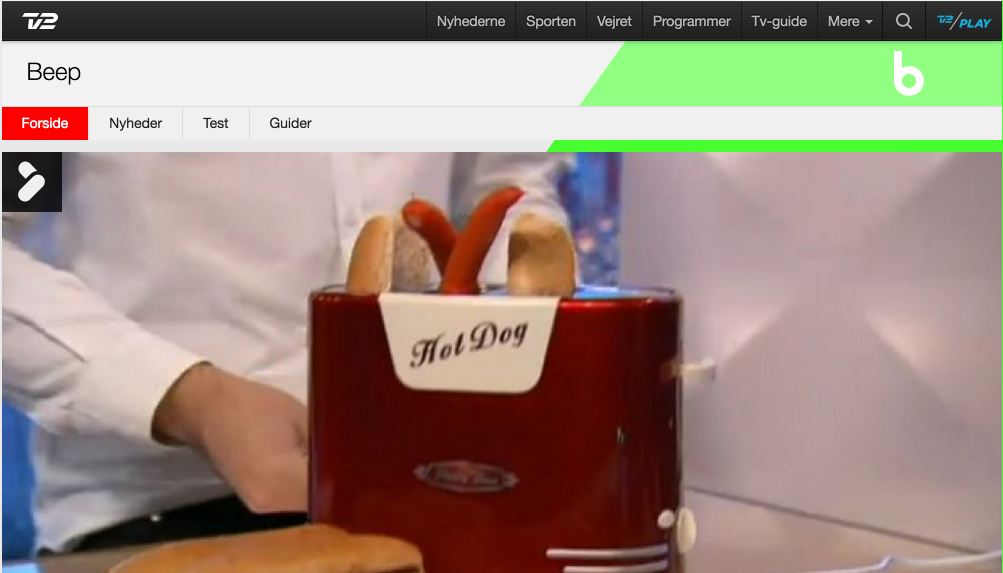 TV2
Nyhederne Sporten Vejret Programmer Tv-guide Mere TV2/PLAY
Beep
b
Forside Nyheder Test Guider
Hot Dog